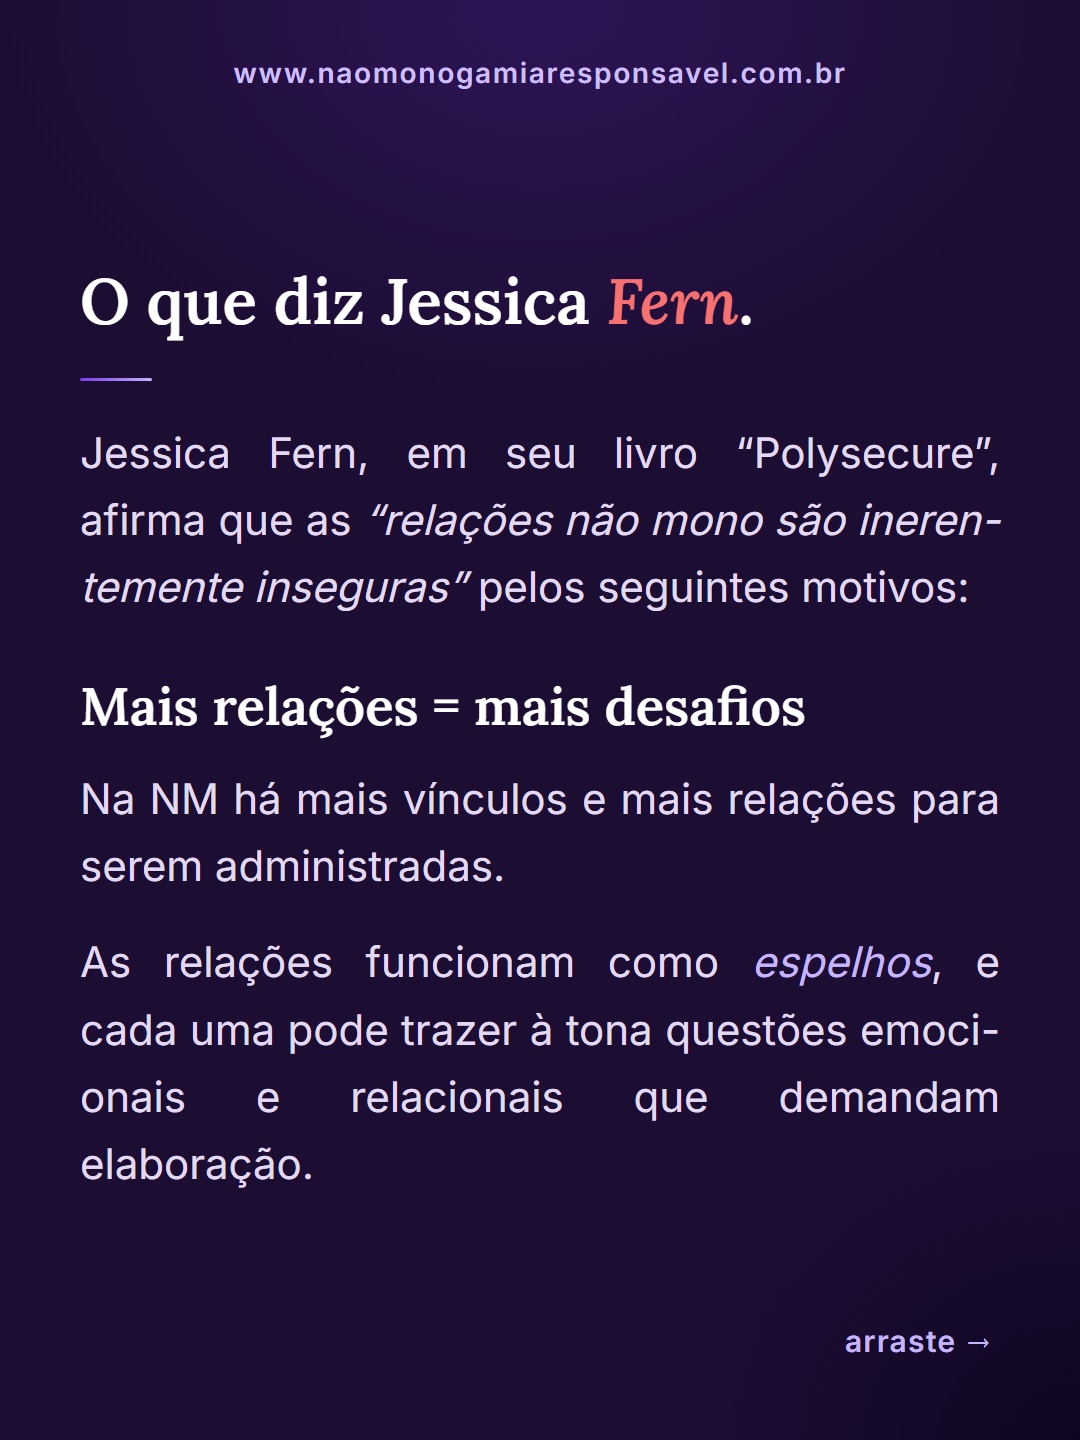 www.naomonogamiaresponsavel.com.br
O que diz Jessica Fern.
Jessica Fern, em seu livro “Polysecure”,
afirma que as “relações não mono são ineren-
temente inseguras” pelos seguintes motivos:
Mais relações = mais desafios
Na NM há mais vínculos e mais relações para
serem administradas.
As relações funcionam como espelhos, e
cada uma pode trazer à tona questões emoci-
onais e relacionais que demandam
elaboração.
arraste →